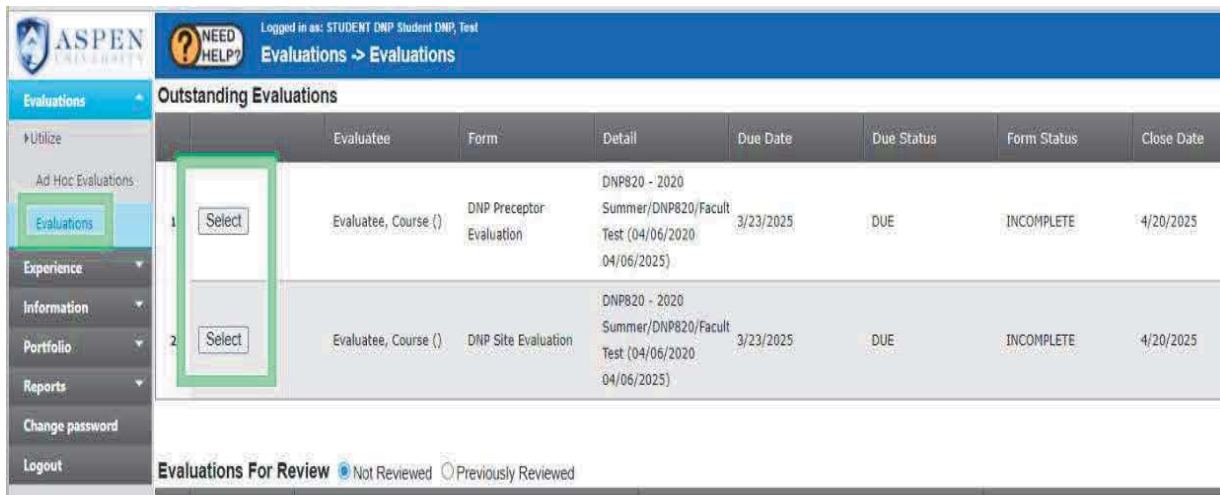 ASPEN
UNIVERSITY
NEED
HELP?
Logged in as: STUDENT DNP Student DNP, Test
Evaluations -> Evaluations
Evaluations
Utilize
Ad Hoc Evaluations
Evaluations
Experience
Information
Portfolio
Reports
Change password
Logout
Outstanding Evaluations
Evaluatee Form Detail Due Date Due Status Form Status Close Date
1 Select Evaluatee, Course () DNP Preceptor
Evaluation
DNP820 - 2020
Summer/DNP820/Facult
Test (04/06/2020
04/06/2025)
3/23/2025 DUE INCOMPLETE 4/20/2025
2 Select Evaluatee, Course () DNP Site Evaluation
DNP820 - 2020
Summer/DNP820/Facult
Test (04/06/2020
04/06/2025)
3/23/2025 DUE INCOMPLETE 4/20/2025
Evaluations For Review Not Reviewed Previously Reviewed